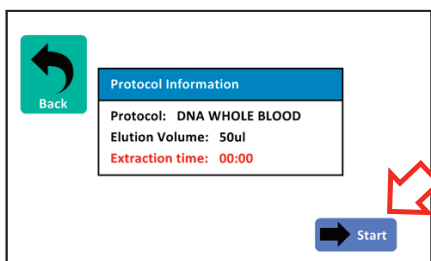 Back
Protocol Information
Protocol: DNA WHOLE BLOOD
Elution Volume: 50ul
Extraction time: 00:00
Start